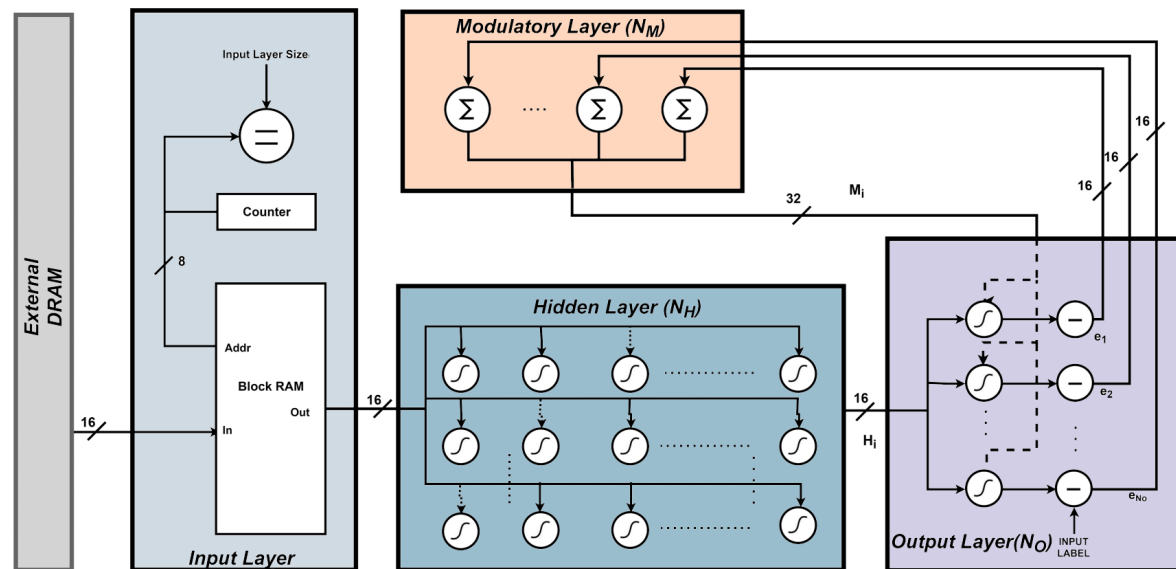 External
DRAM
16
Input Layer Size
Counter
8
Addr
Block RAM
Out
In
Input Layer
16
Modulatory Layer (N_M)
Σ
....
Σ
Σ
32
M_i
16
16
16
Hidden Layer (N_H)
16
H_i
e_1
e_2
e_No
INPUT
LABEL
Output Layer(N_O)